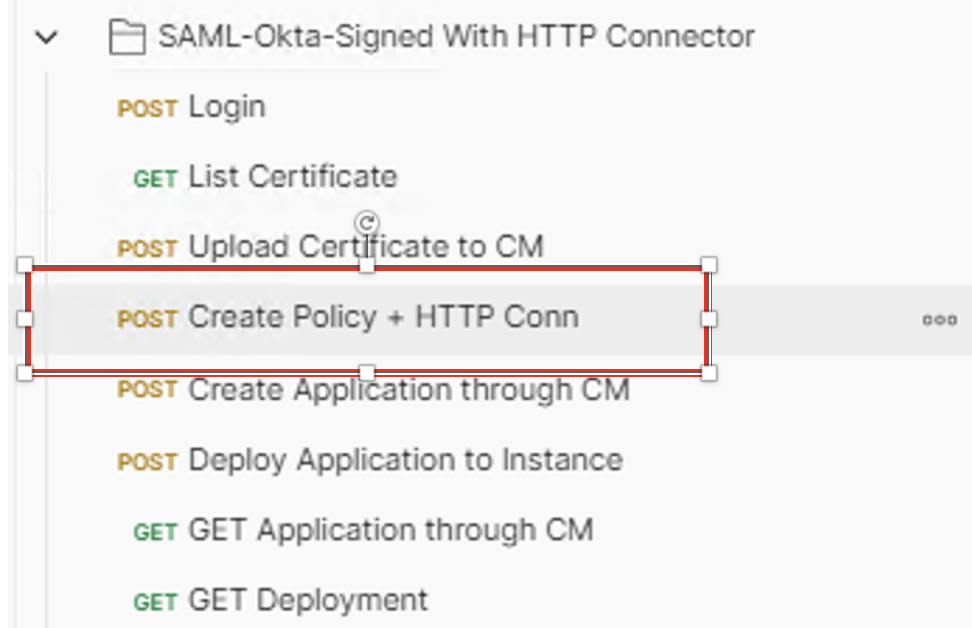 SAML-Okta-Signed With HTTP Connector
POST Login
GET List Certificate
POST Upload Certificate to CM
POST Create Policy + HTTP Conn
POST Create Application through CM
POST Deploy Application to Instance
GET GET Application through CM
GET GET Deployment